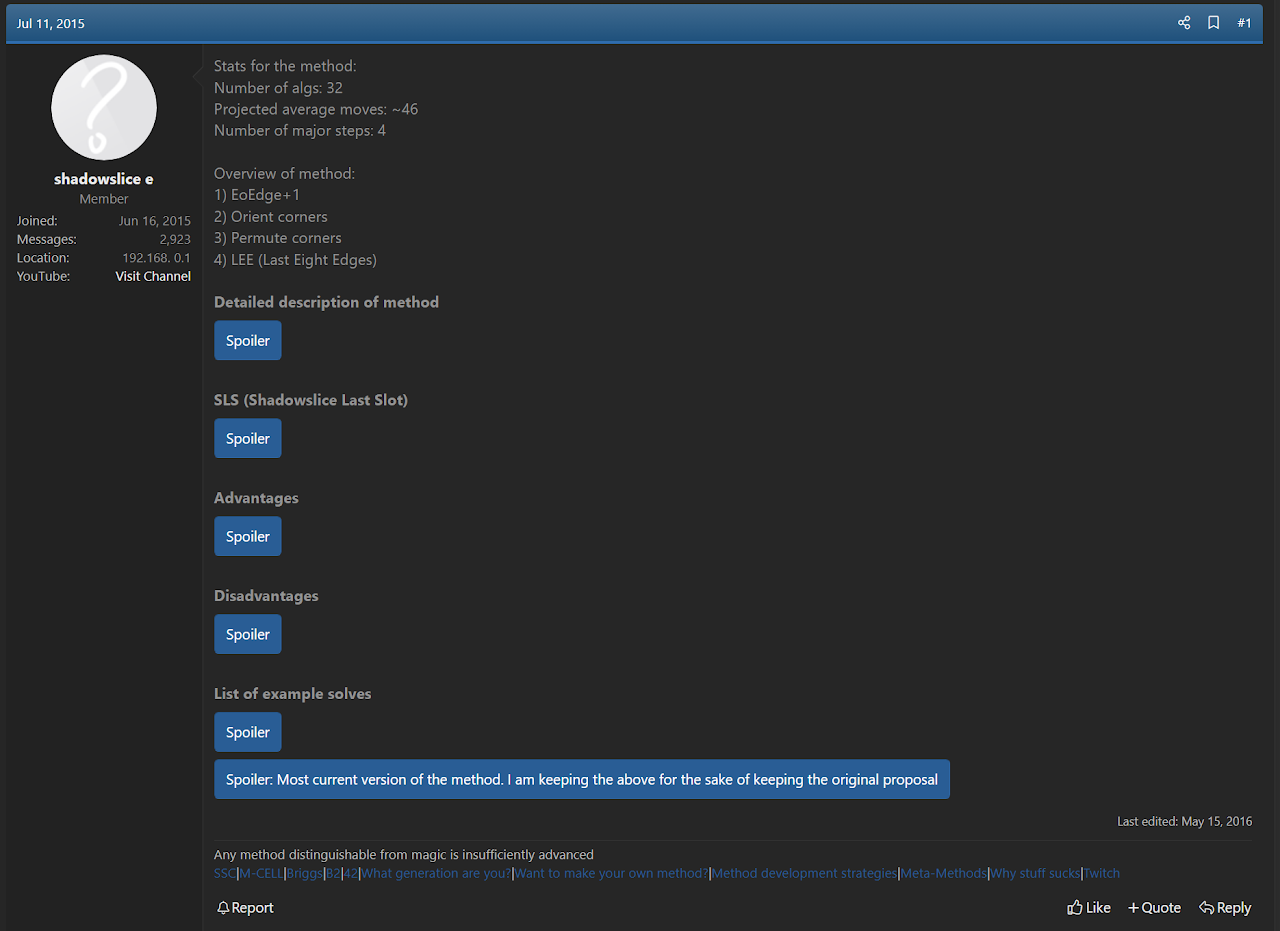 Jul 11, 2015
#1
shadowslice e
Member
Joined: Jun 16, 2015
Messages: 2,923
Location: 192.168. 0.1
YouTube: Visit Channel
Stats for the method:
Number of algs: 32
Projected average moves: ~46
Number of major steps: 4
Overview of method:
1) EoEdge+1
2) Orient corners
3) Permute corners
4) LEE (Last Eight Edges)
Detailed description of method
Spoiler
SLS (Shadowslice Last Slot)
Spoiler
Advantages
Spoiler
Disadvantages
Spoiler
List of example solves
Spoiler
Spoiler: Most current version of the method. I am keeping the above for the sake of keeping the original proposal
Last edited: May 15, 2016
Any method distinguishable from magic is insufficiently advanced
SSC|M-CELL|Briggs|B2|42|What generation are you?|Want to make your own method?|Method development strategies|Meta-Methods|Why stuff sucks|Twitch
Report
Like
+ Quote
Reply